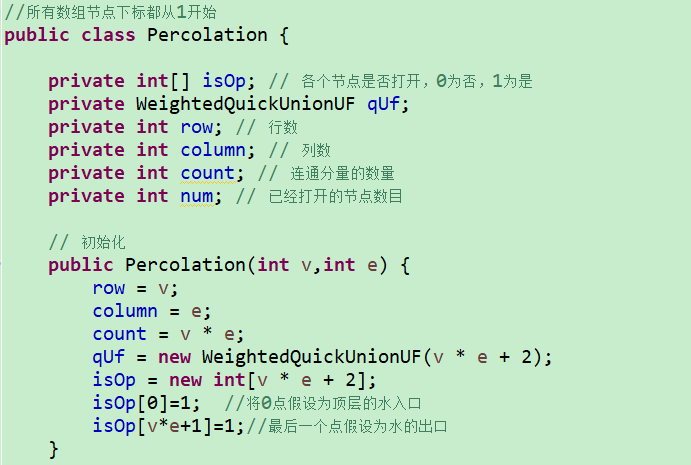 //所有数组节点下标都从1开始
public class Percolation {
private int[] isOp; // 各个节点是否打开，0为否，1为是
private WeightedQuickUnionUF qUf;
private int row; // 行数
private int column; // 列数
private int count; // 连通分量的数量
private int num; // 已经打开的节点数目
// 初始化
public Percolation(int v,int e) {
row = v;
column = e;
count = v * e;
qUf = new WeightedQuickUnionUF(v * e + 2);
isOp = new int[v * e + 2];
isOp[0]=1;  //将0点假设为顶层的水入口
isOp[v*e+1]=1;//最后一个点假设为水的出口
}